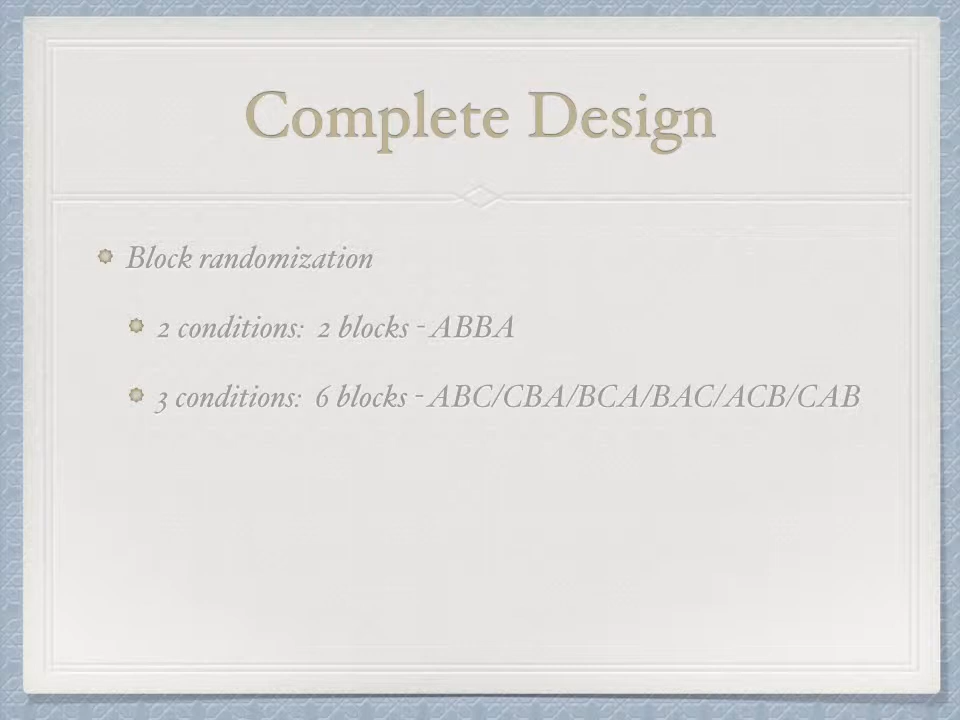 Complete Design
Block randomization
2 conditions: 2 blocks - ABBA
3 conditions: 6 blocks - ABC/CBA/BCA/BAC/ACB/CAB